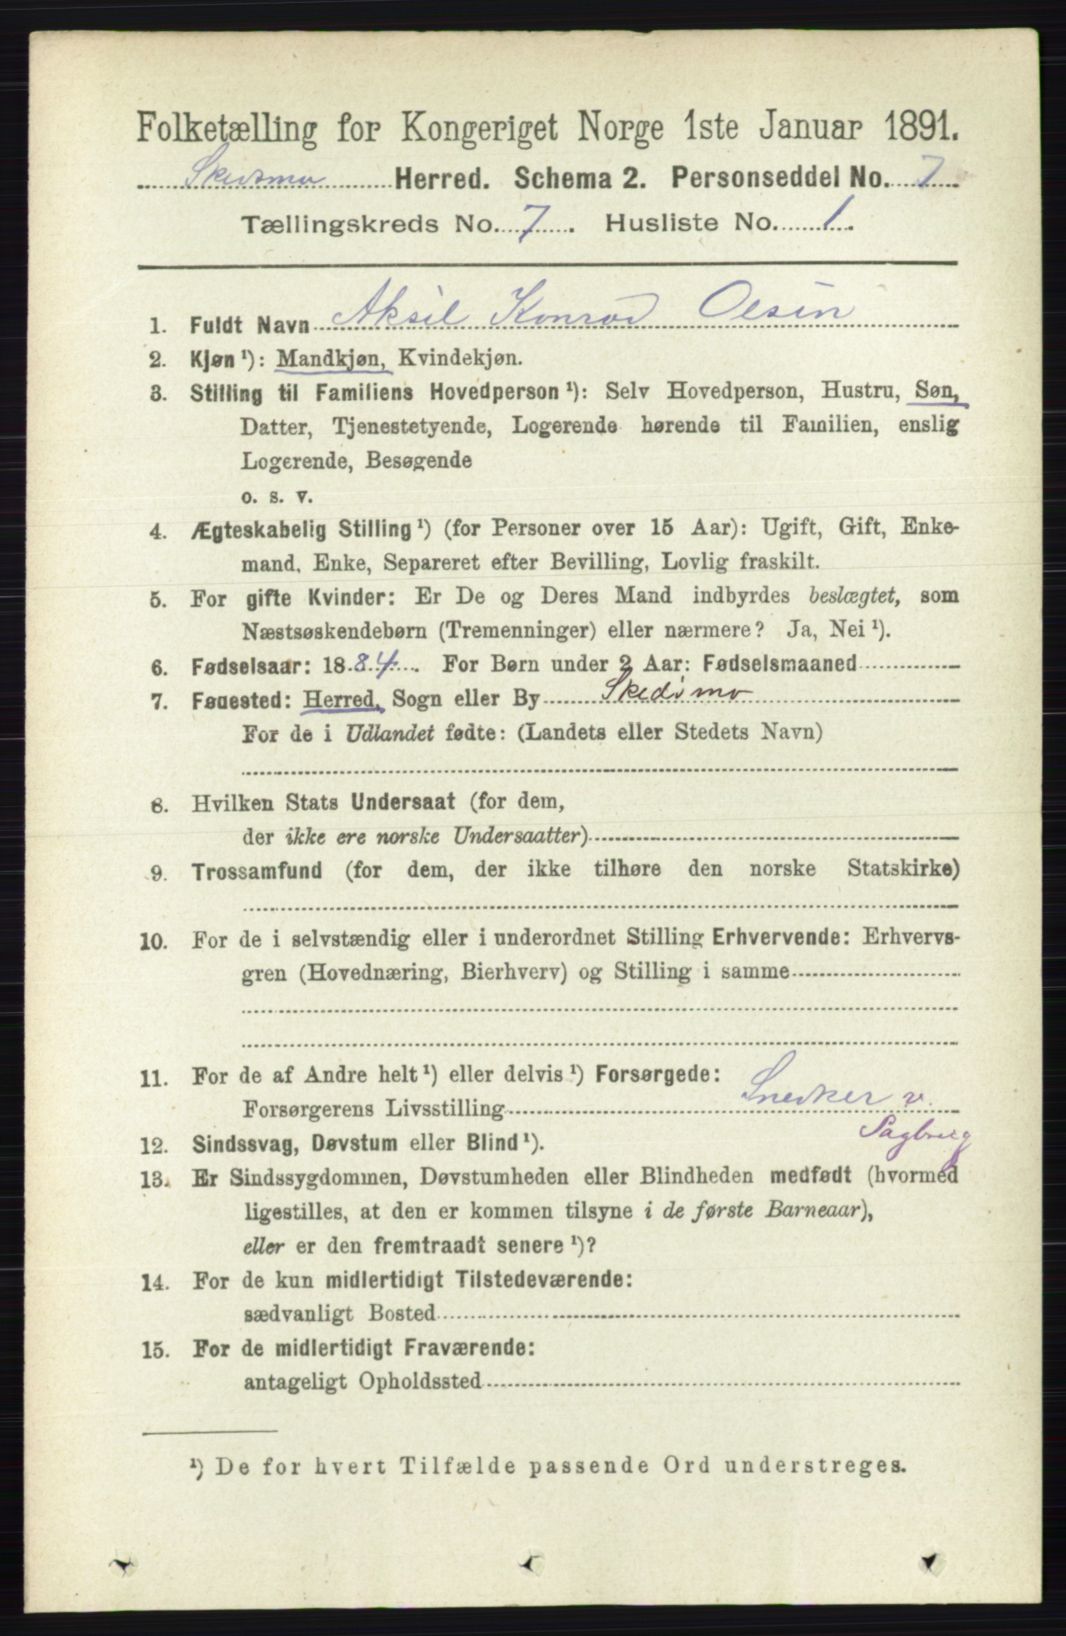 Folketælling for Kongeriget Norge 1ste Januar 1891.
Skedsmo Herred. Schema 2. Personseddel No. 7
Tællingskreds No. 7. Husliste No. 1.
1. Fuldt Navn Aksel Konrad Olsen
2. Kjøn ¹): Mandkjøn, Kvindekjøn.
3. Stilling til Familiens Hovedperson ¹): Selv Hovedperson, Hustru, Søn,
Datter, Tjenestetyende, Logerende hørende til Familien, enslig
Logerende, Besøgende
o. s. v.
4. Ægteskabelig Stilling ¹) (for Personer over 15 Aar): Ugift, Gift, Enke-
mand, Enke, Separeret efter Bevilling, Lovlig fraskilt.
5. For gifte Kvinder: Er De og Deres Mand indbyrdes beslægtet, som
Næstsøskendebørn (Tremenninger) eller nærmere? Ja, Nei ¹).
6. Fødselsaar: 1884. For Børn under 2 Aar: Fødselsmaaned
7. Fødested: Herred, Sogn eller By Skedsmo
For de i Udlandet fødte: (Landets eller Stedets Navn)
8. Hvilken Stats Undersaat (for dem,
der ikke ere norske Undersaatter)
9. Trossamfund (for dem, der ikke tilhøre den norske Statskirke)
10. For de i selvstændig eller i underordnet Stilling Erhvervende: Erhvervs-
gren (Hovednæring, Bierhverv) og Stilling i samme
11. For de af Andre helt ¹) eller delvis ¹) Forsørgede:
Forsørgerens Livsstilling Snedker v.
Sagbrug
12. Sindssvag, Døvstum eller Blind ¹).
13. Er Sindssygdommen, Døvstumheden eller Blindheden medfødt (hvormed
ligestilles, at den er kommen tilsyne i de første Barneaar),
eller er den fremtraadt senere ¹)?
14. For de kun midlertidigt Tilstedeværende:
sædvanligt Bosted
15. For de midlertidigt Fraværende:
antageligt Opholdssted
¹) De for hvert Tilfælde passende Ord understreges.